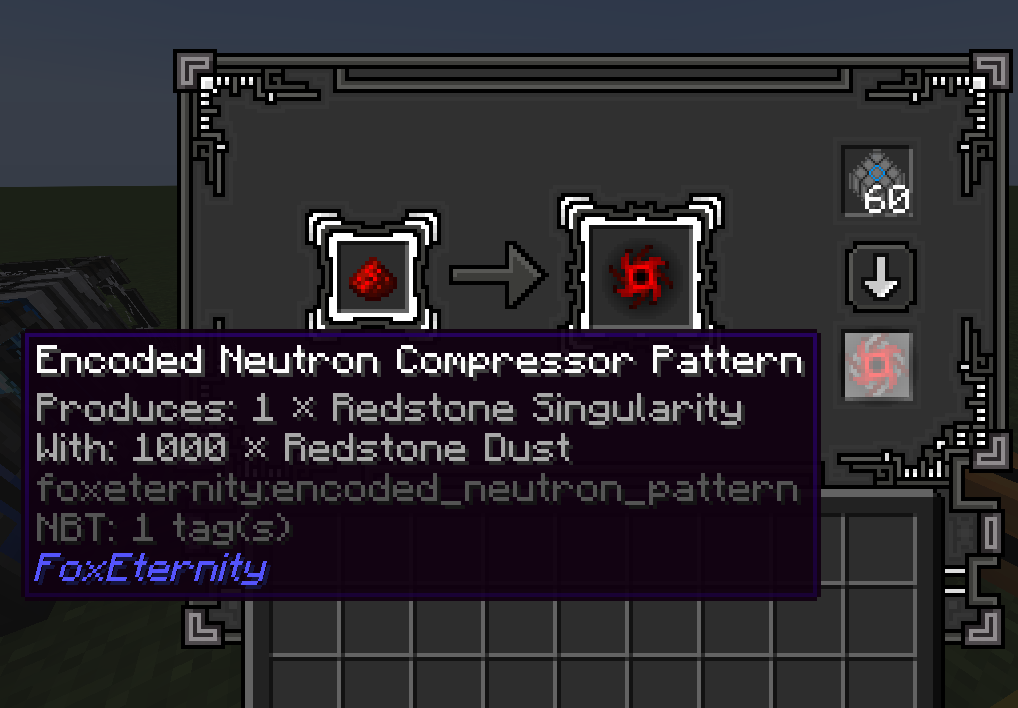 60
Encoded Neutron Compressor Pattern
Produces: 1 × Redstone Singularity
With: 1000 × Redstone Dust
foxeternity:encoded_neutron_pattern
NBT: 1 tag(s)
FoxEternity